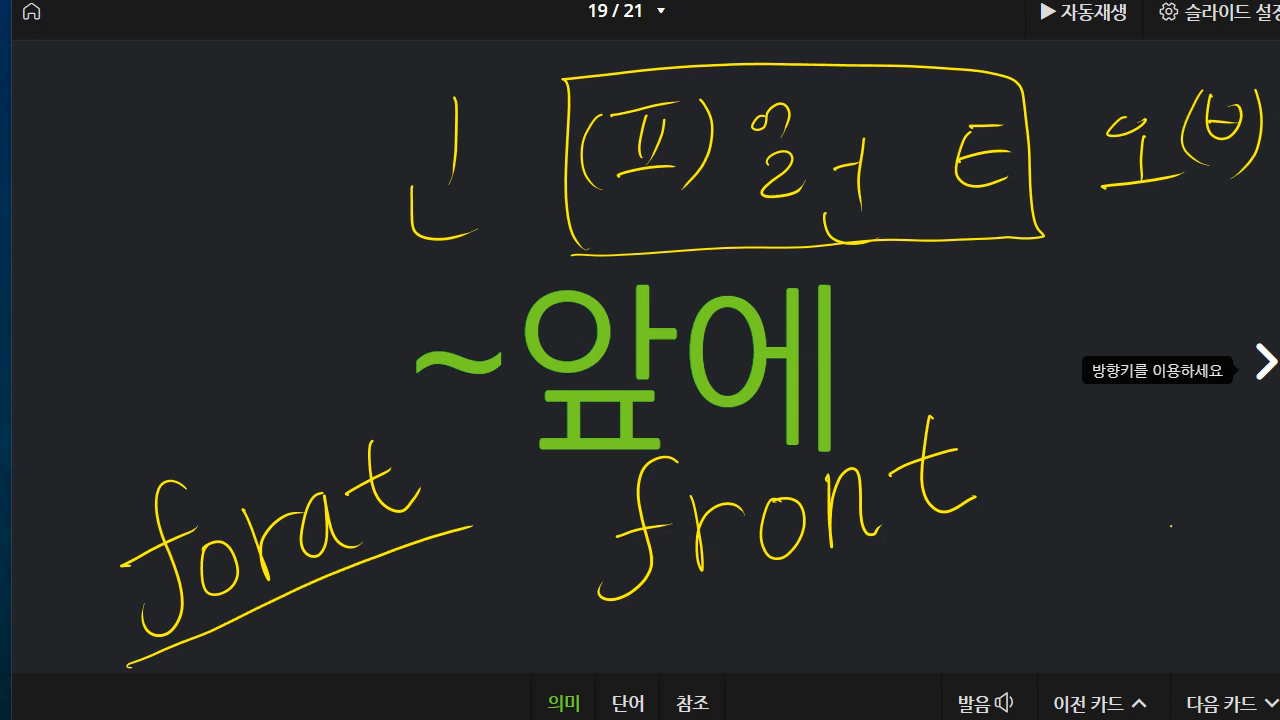 19 / 21
자동재생
슬라이드 설정
~앞에
방향키를 이용하세요
forat
front
의미
단어
참조
발음
이전 카드
다음 카드